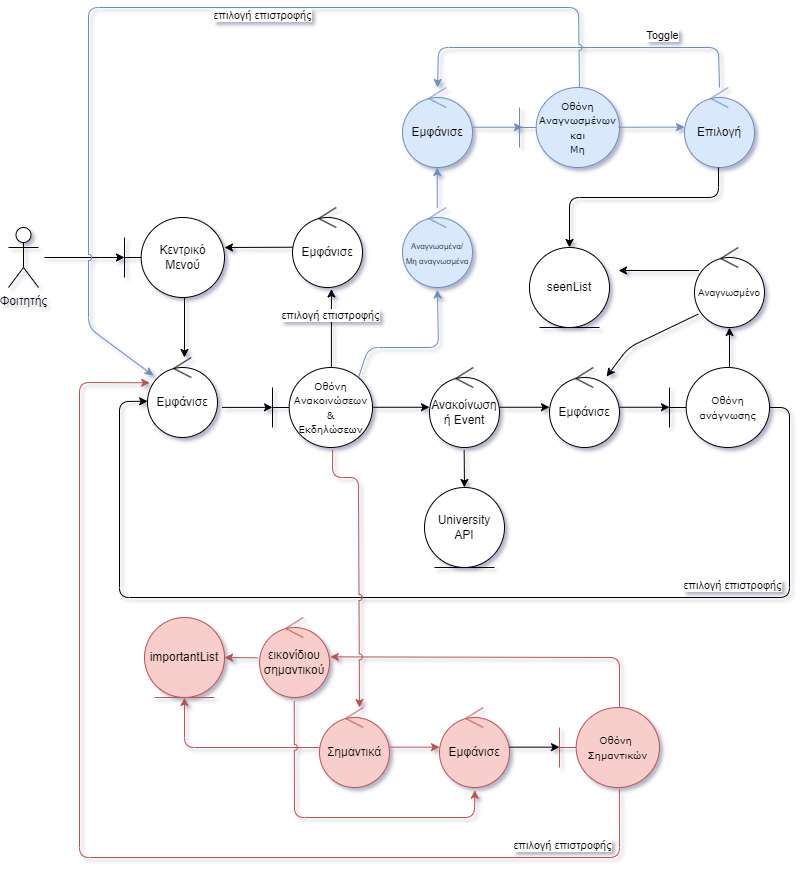 επιλογή επιστροφής
Toggle
Εμφάνισε
Οθόνη
Αναγνωσμένων
και
Μη
Επιλογή
Κεντρικό
Μενού
Εμφάνισε
Αναγνωσμένα/
Μη αναγνωσμένα
Φοιτητής
seenList
Αναγνωσμένο
επιλογή επιστροφής
Εμφάνισε
Οθόνη
Ανακοινώσεων
&
Εκδηλώσεων
Ανακοίνωση
ή Event
Εμφάνισε
Οθόνη
ανάγνωσης
University
API
επιλογή επιστροφής
importantList
εικονίδιου
σημαντικού
Σημαντικά
Εμφάνισε
Οθόνη
Σημαντικών
επιλογή επιστροφής